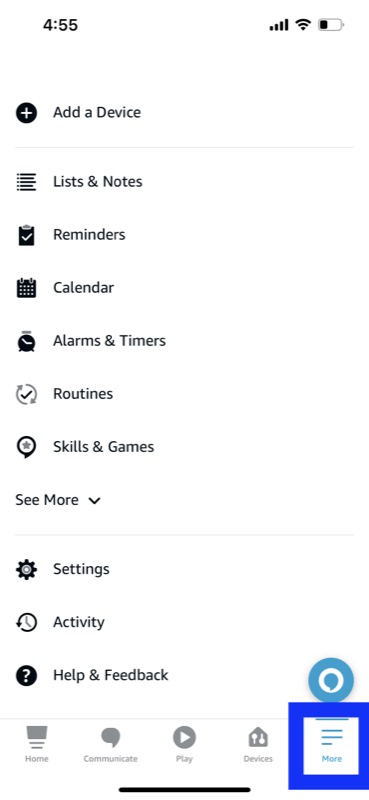 4:55
Add a Device
Lists & Notes
Reminders
Calendar
Alarms & Timers
Routines
Skills & Games
See More
Settings
Activity
Help & Feedback
Home Communicate Play Devices More